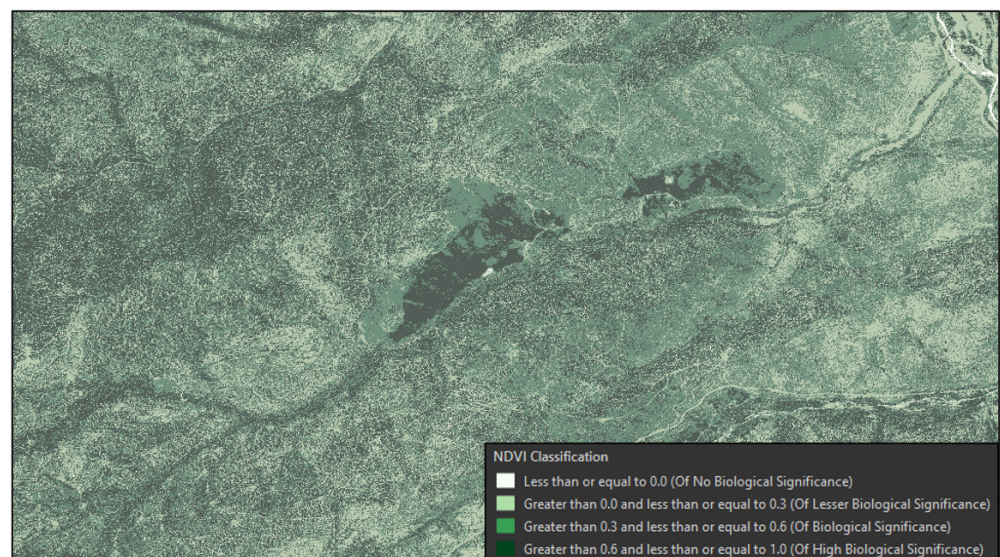 NDVI Classification
Less than or equal to 0.0 (Of No Biological Significance)
Greater than 0.0 and less than or equal to 0.3 (Of Lesser Biological Significance)
Greater than 0.3 and less than or equal to 0.6 (Of Biological Significance)
Greater than 0.6 and less than or equal to 1.0 (Of High Biological Significance)